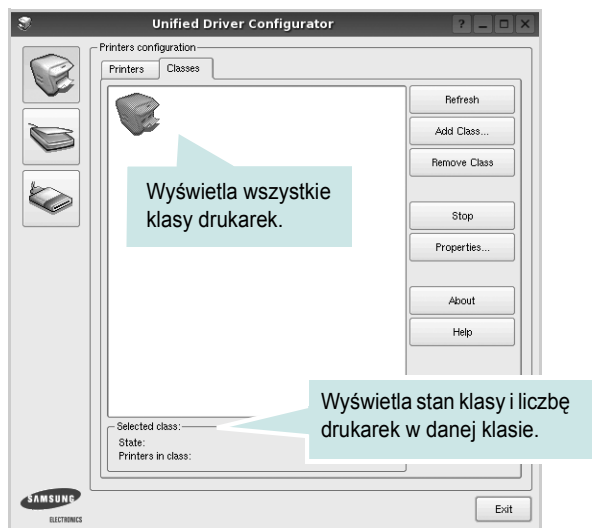 Unified Driver Configurator
Printers configuration
Printers Classes
Refresh
Add Class...
Remove Class
Stop
Properties...
About
Help
Wyświetla wszystkie
klasy drukarek.
Wyświetla stan klasy i liczbę
drukarek w danej klasie.
Selected class:
State:
Printers in class:
SAMSUNG
ELECTRONICS
Exit